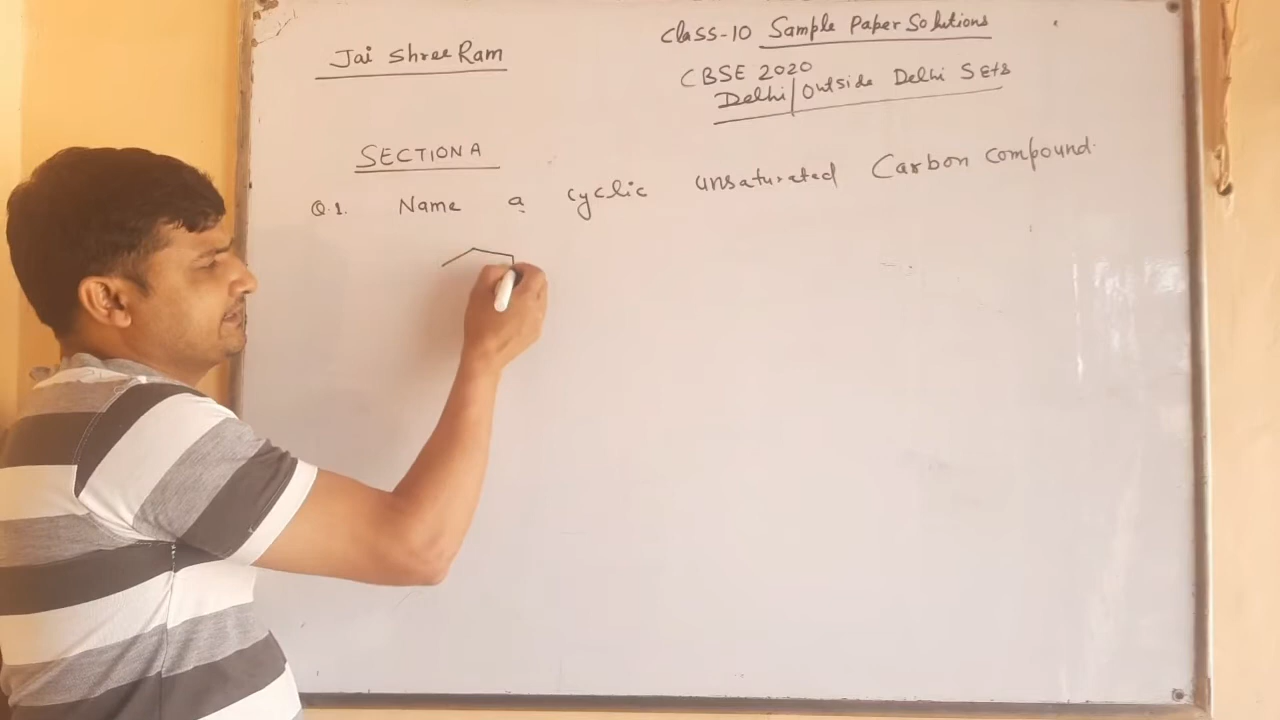 Jai Shree Ram
Class-10 Sample Paper Solutions
CBSE 2020
Delhi/Outside Delhi Sets
SECTION A
Q.1. Name a cyclic unsaturated Carbon compound.